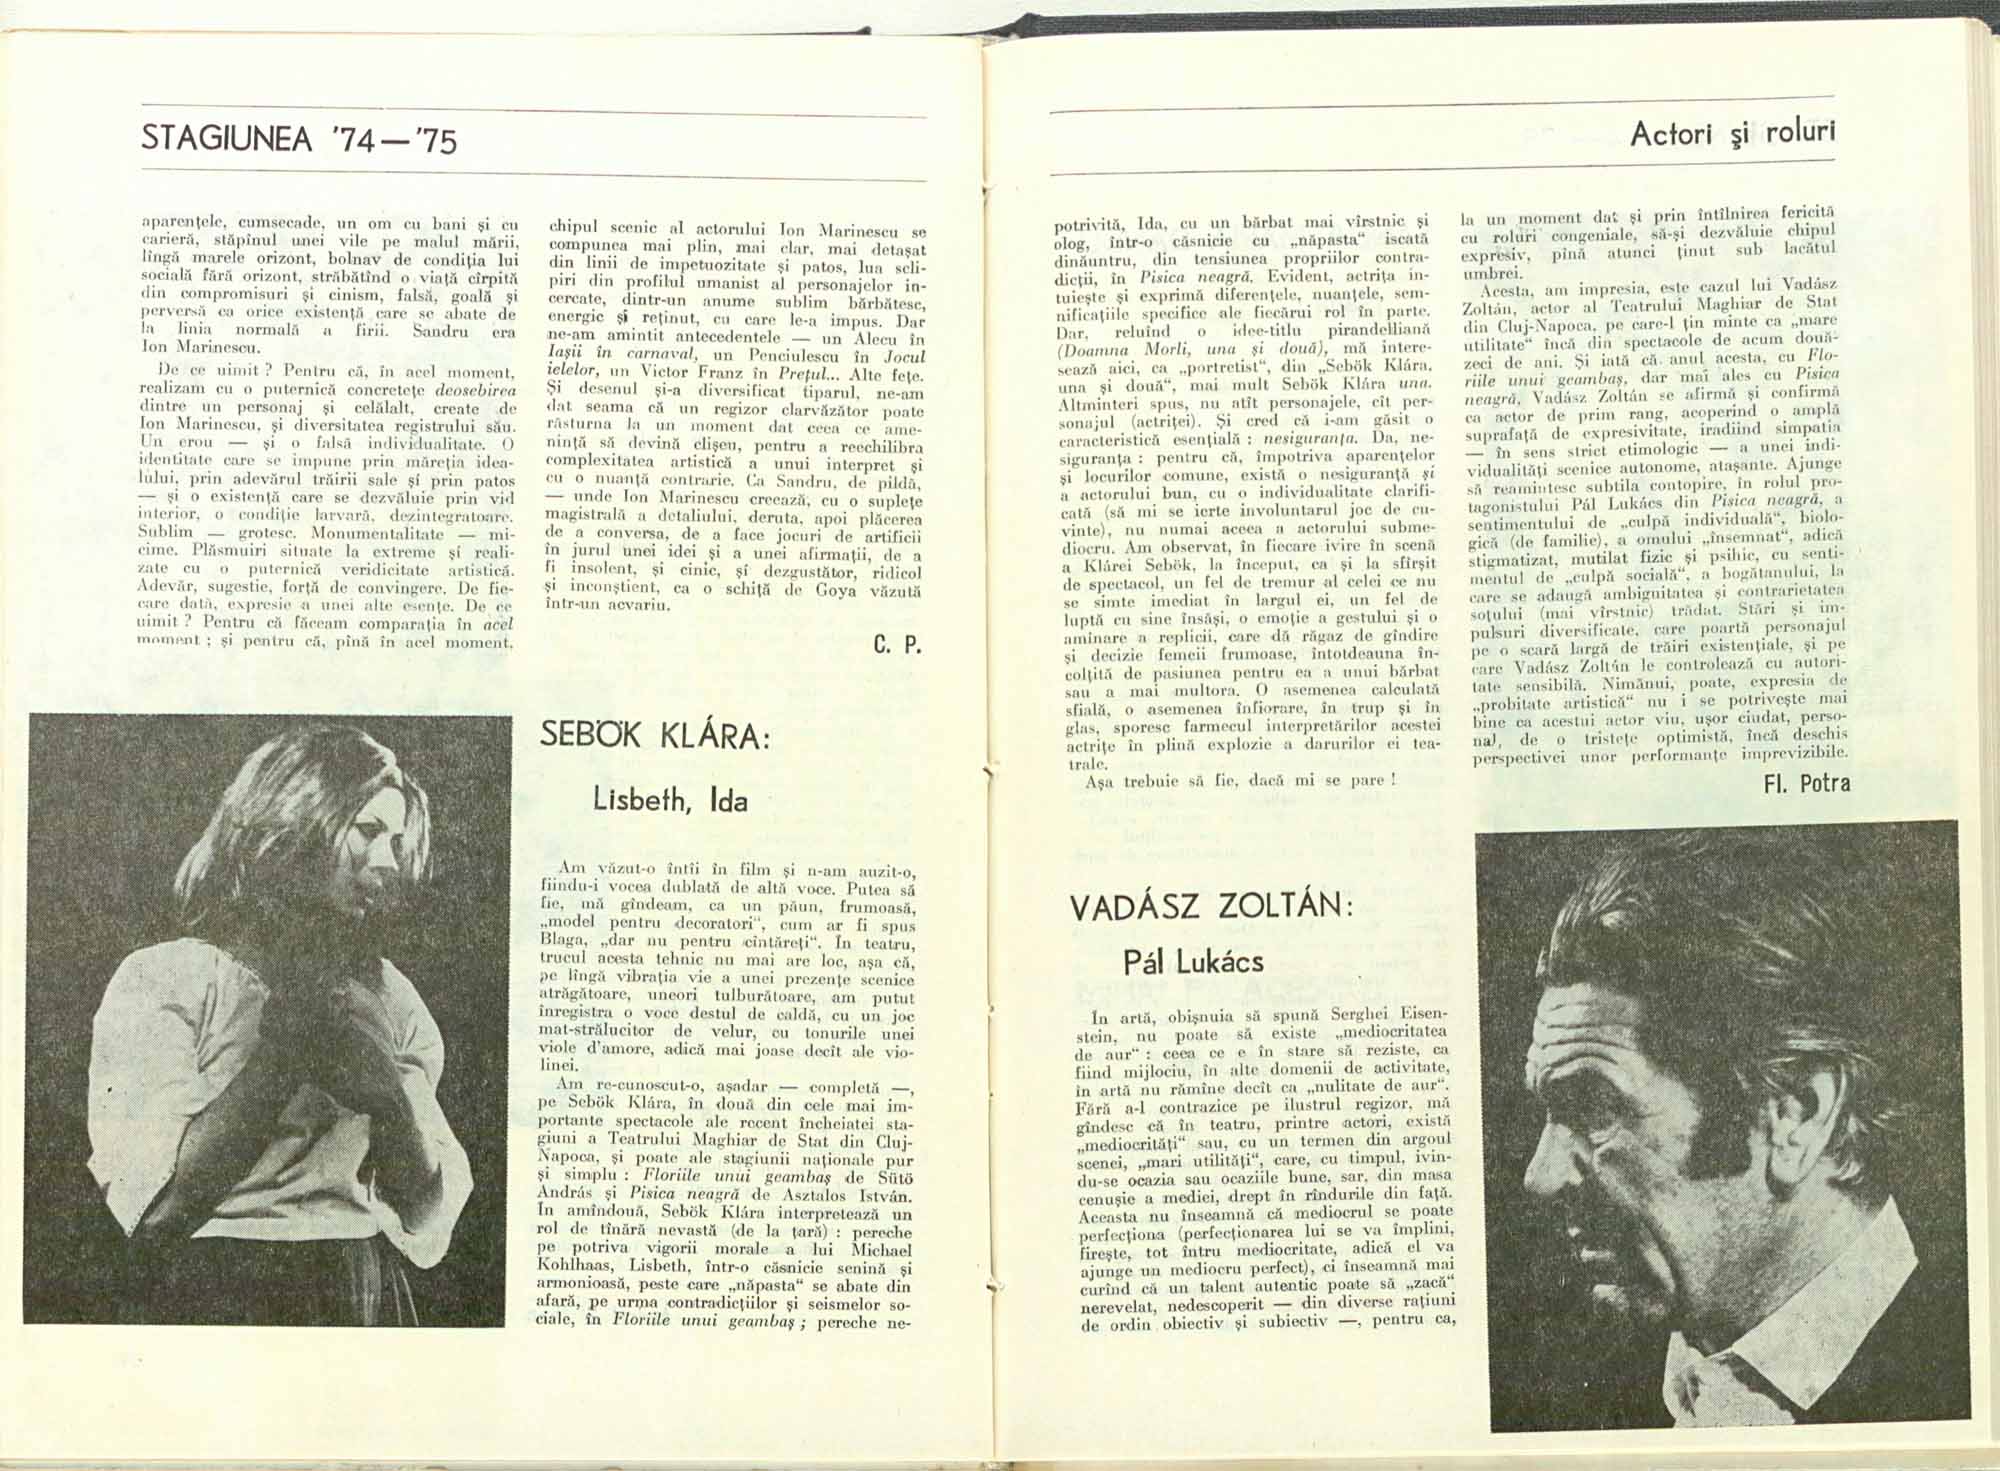 STAGIUNEA '74—'75
aparențele, cumsecade, un om cu bani și cu
carieră, stăpînul unei vile pe malul mării,
lîngă marele orizont, bolnav de condiția lui
socială fără orizont, străbătînd o viață cîrpită
din compromisuri și cinism, falsă, goală și
perversă ca orice existență care se abate de
la linia normală a firii. Sandru era
Ion Marinescu.
De ce uimit ? Pentru că, în acel moment,
realizam cu o puternică concretețe deosebirea
dintre un personaj și celălalt, create de
Ion Marinescu, și diversitatea registrului său.
Un erou — și o falsă individualitate. O
identitate care se impune prin măreția idea-
lului, prin adevărul trăirii sale și prin patos
— și o existență care se dezvăluie prin vid
interior, o condiție larvară, dezintegratoare.
Sublim — grotesc. Monumentalitate — mi-
cime. Plăsmuiri situate la extreme și reali-
zate cu o puternică veridicitate artistică.
Adevăr, sugestie, forță de convingere. De fie-
care dată, expresie a unei alte esențe. De ce
uimit ? Pentru că făceam comparația în acel
moment ; și pentru că, pînă în acel moment,
chipul scenic al actorului Ion Marinescu se
compunea mai plin, mai clar, mai detașat
din linii de impetuozitate și patos, lua scli-
piri din profilul umanist al personajelor in-
cercate, dintr-un anume sublim bărbătesc,
energic și reținut, cu care le-a impus. Dar
ne-am amintit antecedentele — un Alecu în
Iașii în carnaval, un Penciulescu în Jocul
ielelor, un Victor Franz în Prețul... Alte fețe.
Și desenul și-a diversificat tiparul, ne-am
dat seama că un regizor clarvăzător poate
răsturna la un moment dat ceea ce ame-
nință să devină clișeu, pentru a reechilibra
complexitatea artistică a unui interpret și
cu o nuanță contrarie. Ca Sandru, de pildă,
— unde Ion Marinescu creează, cu o suplețe
magistrală a detaliului, deruta, apoi plăcerea
de a conversa, de a face jocuri de artificii
în jurul unei idei și a unei afirmații, de a
fi insolent, și cinic, și dezgustător, ridicol
și inconștient, ca o schiță de Goya văzută
într-un acvariu.
C. P.
SEBÖK KLÁRA:
Lisbeth, Ida
Am văzut-o întîi în film și n-am auzit-o,
fiindu-i vocea dublată de altă voce. Putea să
fie, mă gîndeam, ca un păun, frumoasă,
„model pentru decoratori“, cum ar fi spus
Blaga, „dar nu pentru cîntăreți“. În teatru,
trucul acesta tehnic nu mai are loc, așa că,
pe lîngă vibrația vie a unei prezențe scenice
atrăgătoare, uneori tulburătoare, am putut
înregistra o voce destul de caldă, cu un joc
mat-strălucitor de velur, cu tonurile unei
viole d'amore, adică mai joase decît ale vio-
linei.
Am re-cunoscut-o, așadar — completă —,
pe Sebök Klára, în două din cele mai im-
portante spectacole ale recent încheiatei sta-
giuni a Teatrului Maghiar de Stat din Cluj-
Napoca, și poate ale stagiunii naționale pur
și simplu : Floriile unui geambaș de Sütö
András și Pisica neagră de Asztalos István.
În amîndouă, Sebök Klára interpretează un
rol de tînără nevastă (de la țară) : pereche
pe potriva vigorii morale a lui Michael
Kohlhaas, Lisbeth, într-o căsnicie senină și
armonioasă, peste care „năpasta“ se abate din
afară, pe urma contradicțiilor și seismelor so-
ciale, în Floriile unui geambaș ; pereche ne-
Actori și roluri
potrivită, Ida, cu un bărbat mai vîrstnic și
olog, într-o căsnicie cu „năpasta“ iscată
dinăuntru, din tensiunea propriilor contra-
dicții, în Pisica neagră. Evident, actrița in-
tuiește și exprimă diferențele, nuanțele, sem-
nificațiile specifice ale fiecărui rol în parte.
Dar, reluînd o idee-titlu pirandelliană
(Doamna Morli, una și două), mă intere-
sează aici, ca „portretist“, din „Sebök Klára,
una și două“, mai mult Sebök Klára una.
Altminteri spus, nu atît personajele, cît per-
sonajul (actriței). Și cred că i-am găsit o
caracteristică esențială : nesiguranța. Da, ne-
siguranța : pentru că, împotriva aparențelor
și locurilor comune, există o nesiguranță și
a actorului bun, cu o individualitate clarifi-
cată (să mi se ierte involuntarul joc de cu-
vinte), nu numai aceea a actorului subme-
diocru. Am observat, în fiecare ivire în scenă
a Klárei Sebök, la început, ca și la sfîrșit
de spectacol, un fel de tremur al celei ce nu
se simte imediat în largul ei, un fel de
luptă cu sine însăși, o emoție a gestului și o
amînare a replicii, care dă răgaz de gîndire
și decizie femeii frumoase, întotdeauna în-
colțită de pasiunea pentru ea a unui bărbat
sau a mai multora. O asemenea calculată
sfială, o asemenea înfiorare, în trup și în
glas, sporesc farmecul interpretărilor acestei
actrițe în plină explozie a darurilor ei tea-
trale.
Așa trebuie să fie, dacă mi se pare !
VADÁSZ ZOLTÁN:
Pál Lukács
În artă, obișnuia să spună Serghei Eisen-
stein, nu poate să existe „mediocritatea
de aur“ : ceea ce e în stare să reziste, ca
fiind mijlociu, în alte domenii de activitate,
în artă nu rămîne decît ca „nulitate de aur“.
Fără a-l contrazice pe ilustrul regizor, mă
gîndesc că în teatru, printre actori, există
„mediocrități“ sau, cu un termen din argoul
scenei, „mari utilități“, care, cu timpul, ivin-
du-se ocazia sau ocaziile bune, sar, din masa
cenușie a mediei, drept în rîndurile din față.
Aceasta nu înseamnă că mediocrul se poate
perfecționa (perfecționarea lui se va împlini,
firește, tot întru mediocritate, adică el va
ajunge un mediocru perfect), ci înseamnă mai
curînd că un talent autentic poate să „zacă“
nerevelat, nedescoperit — din diverse rațiuni
de ordin obiectiv și subiectiv —, pentru ca,
la un moment dat și prin întîlnirea fericită
cu roluri congeniale, să-și dezvăluie chipul
expresiv, pînă atunci ținut sub lacătul
umbrei.
Acesta, am impresia, este cazul lui Vadász
Zoltán, actor al Teatrului Maghiar de Stat
din Cluj-Napoca, pe care-l țin minte ca „mare
utilitate“ încă din spectacole de acum două-
zeci de ani. Și iată că anul acesta, cu Flo-
riile unui geambaș, dar mai ales cu Pisica
neagră, Vadász Zoltán se afirmă și confirmă
ca actor de prim rang, acoperind o amplă
suprafață de expresivitate, iradiind simpatia
— în sens strict etimologic — a unei indi-
vidualități scenice autonome, atașante. Ajunge
să reamintesc subtila contopire, în rolul pro-
tagonistului Pál Lukács din Pisica neagră, a
sentimentului de „culpă individuală“, biolo-
gică (de familie), a omului „însemnat“, adică
stigmatizat, mutilat fizic și psihic, cu senti-
mentul de „culpă socială“, a bogătanului, la
care se adaugă ambiguitatea și contrarietatea
soțului (mai vîrstnic) trădat. Stări și im-
pulsuri diversificate, care poartă personajul
pe o scară largă de trăiri existențiale, și pe
care Vadász Zoltán le controlează cu autori-
tate sensibilă. Nimănui, poate, expresia de
„probitate artistică“ nu i se potrivește mai
bine ca acestui actor viu, ușor ciudat, perso-
nal, de o tristețe optimistă, încă deschis
perspectivei unor performanțe imprevizibile.
Fl. Potra